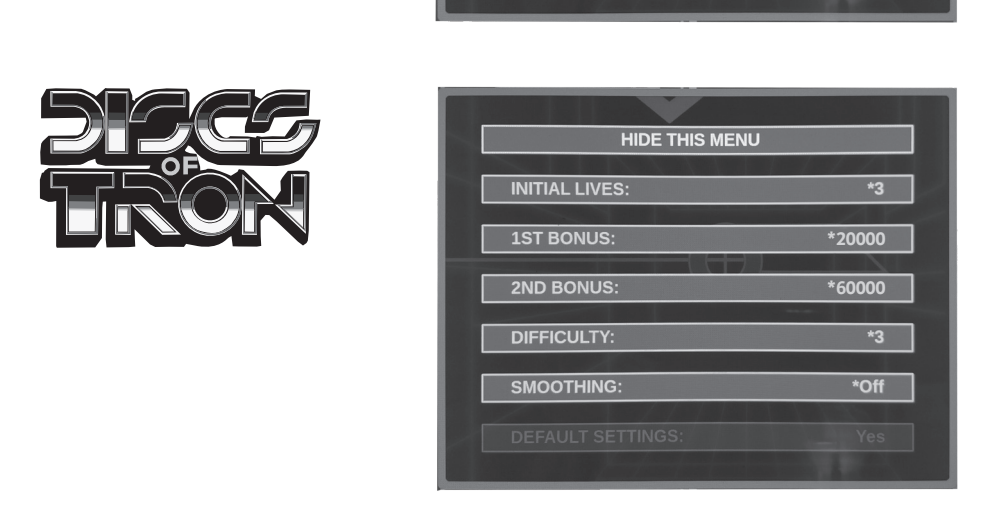 DISCS
OF
TRON
HIDE THIS MENU
INITIAL LIVES: *3
1ST BONUS: *20000
2ND BONUS: *60000
DIFFICULTY: *3
SMOOTHING: *Off
DEFAULT SETTINGS: Yes